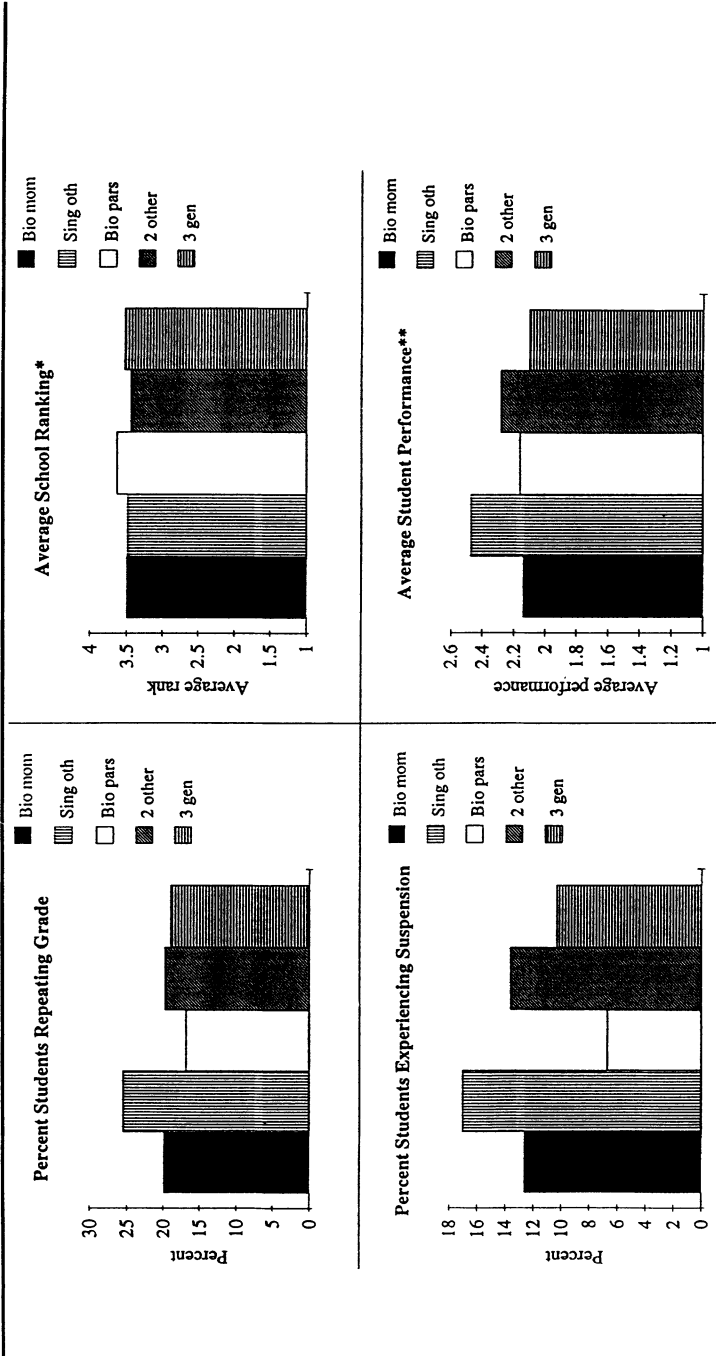 Percent Students Repeating Grade
Percent
30
25
20
15
10
5
0
Bio mom
Sing oth
Bio pars
2 other
3 gen
Average School Ranking*
Average rank
4
3.5
3
2.5
2
1.5
1
Bio mom
Sing oth
Bio pars
2 other
3 gen
Percent Students Experiencing Suspension
Percent
18
16
14
12
10
8
6
4
2
0
Bio mom
Sing oth
Bio pars
2 other
3 gen
Average Student Performance**
Average performance
2.6
2.4
2.2
2
1.8
1.6
1.4
1.2
1
Bio mom
Sing oth
Bio pars
2 other
3 gen